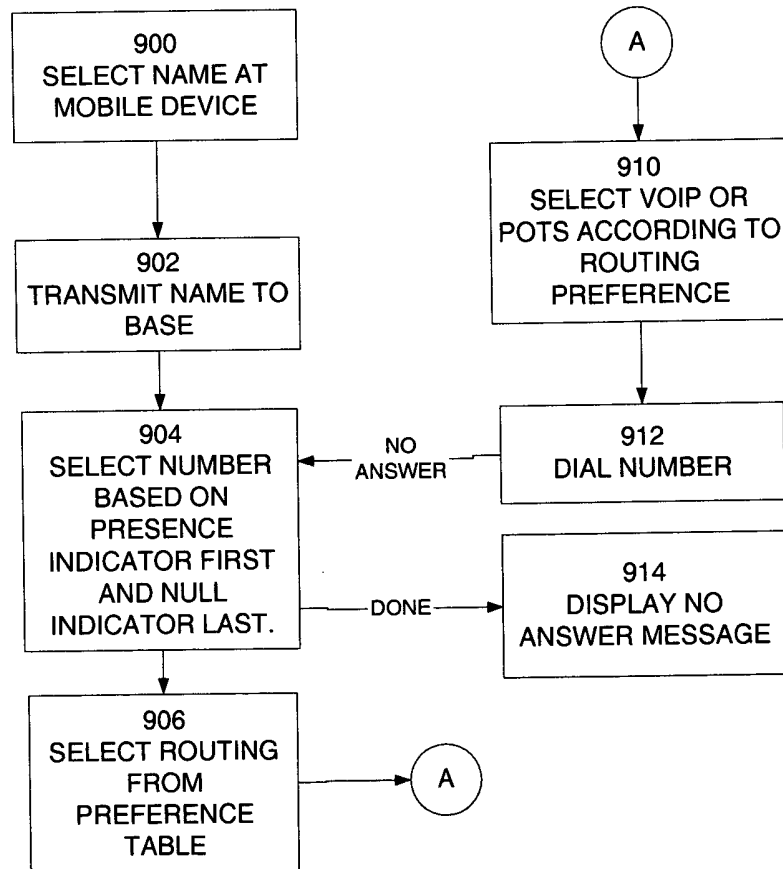 900
SELECT NAME AT
MOBILE DEVICE
902
TRANSMIT NAME TO
BASE
904
SELECT NUMBER
BASED ON
PRESENCE
INDICATOR FIRST
AND NULL
INDICATOR LAST.
906
SELECT ROUTING
FROM
PREFERENCE
TABLE
A
A
910
SELECT VOIP OR
POTS ACCORDING TO
ROUTING
PREFERENCE
912
DIAL NUMBER
NO
ANSWER
DONE
914
DISPLAY NO
ANSWER MESSAGE